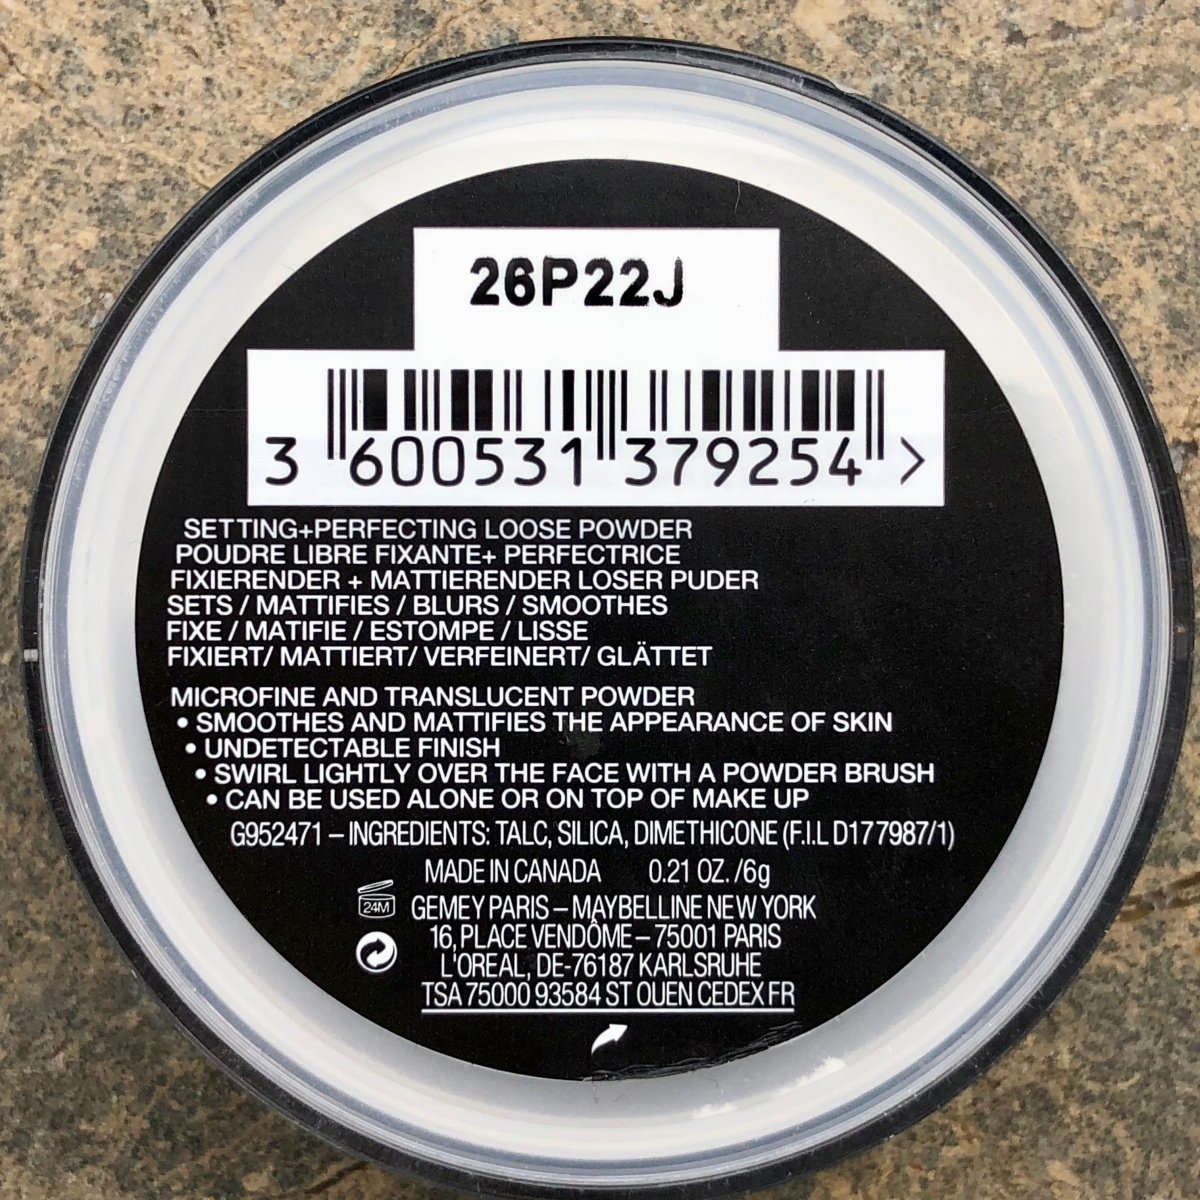 26P22J
3 600531 379254 >
SETTING+PERFECTING LOOSE POWDER
POUDRE LIBRE FIXANTE+ PERFECTRICE
FIXIERENDER + MATTIERENDER LOSER PUDER
SETS / MATTIFIES / BLURS / SMOOTHES
FIXE / MATIFIE / ESTOMPE / LISSE
FIXIERT/ MATTIERT/ VERFEINERT/ GLÄTTET
MICROFINE AND TRANSLUCENT POWDER
• SMOOTHES AND MATTIFIES THE APPEARANCE OF SKIN
• UNDETECTABLE FINISH
• SWIRL LIGHTLY OVER THE FACE WITH A POWDER BRUSH
• CAN BE USED ALONE OR ON TOP OF MAKE UP
G952471 – INGREDIENTS: TALC, SILICA, DIMETHICONE (F.I.L D177987/1)
MADE IN CANADA 0.21 OZ. /6g
24M GEMEY PARIS – MAYBELLINE NEW YORK
16, PLACE VENDÔME – 75001 PARIS
L'OREAL, DE-76187 KARLSRUHE
TSA 75000 93584 ST OUEN CEDEX FR